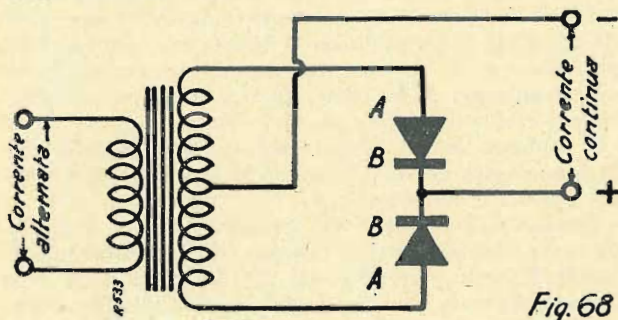 Corrente
alternata
R533
A
B
B
A
-
Corrente
continua
+
Fig. 68